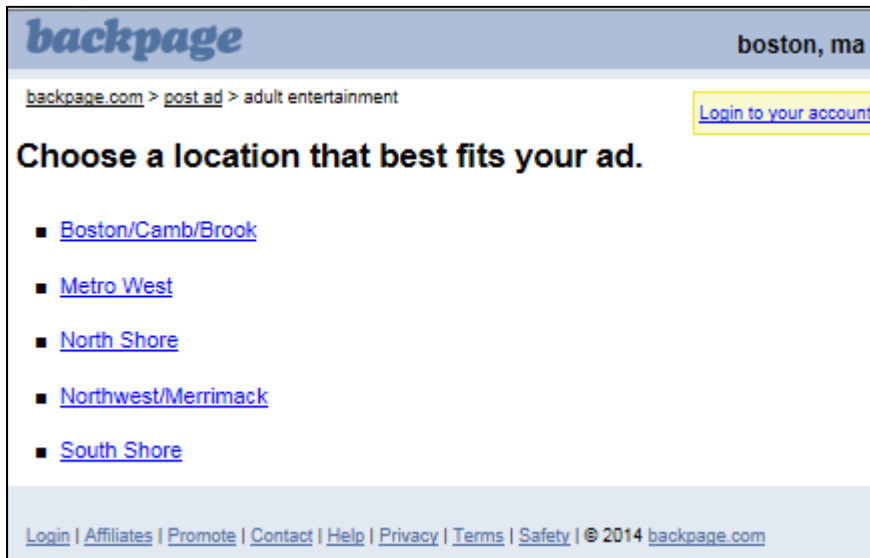 backpage
boston, ma
backpage.com > post ad > adult entertainment
Login to your account
Choose a location that best fits your ad.
Boston/Camb/Brook
Metro West
North Shore
Northwest/Merrimack
South Shore
Login | Affiliates | Promote | Contact | Help | Privacy | Terms | Safety | © 2014 backpage.com